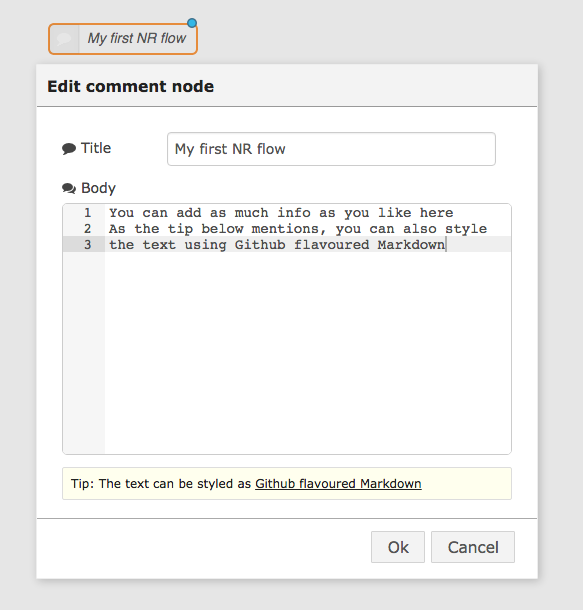 My first NR flow
Edit comment node
Title
My first NR flow
Body
1 You can add as much info as you like here
2 As the tip below mentions, you can also style
3 the text using Github flavoured Markdown
Tip: The text can be styled as Github flavoured Markdown
Ok
Cancel